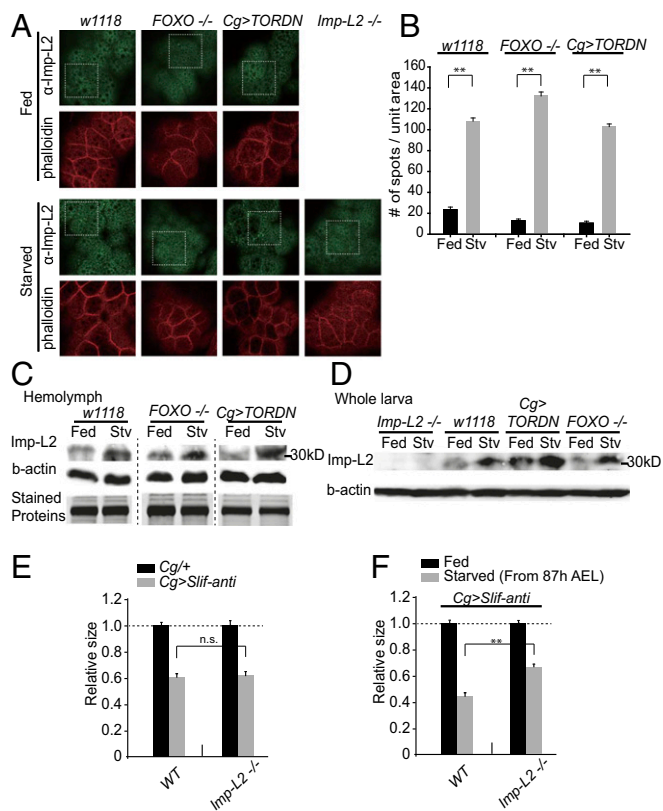 A
w1118
FOXO -/-
Cg>TORDN
Imp-L2 -/-
Fed
α-Imp-L2
phalloidin
Starved
α-Imp-L2
phalloidin
B
w1118
FOXO -/-
Cg>TORDN
# of spots / unit area
140
120
100
80
60
40
20
0
**
**
**
Fed Stv
Fed Stv
Fed Stv
C
Hemolymph
w1118
FOXO -/-
Cg>TORDN
Fed Stv
Fed Stv
Fed Stv
Imp-L2
30kD
b-actin
Stained
Proteins
D
Whole larva
Imp-L2 -/-
w1118
Cg>
TORDN
FOXO -/-
Fed Stv
Fed Stv
Fed Stv
Fed Stv
Imp-L2
30kD
b-actin
E
Cg/+
Cg>Slif-anti
Relative size
1.2
1.0
0.8
0.6
0.4
0.2
0
n.s.
WT
Imp-L2 -/-
F
Fed
Starved (From 87h AEL)
Cg>Slif-anti
Relative size
1.2
1.0
0.8
0.6
0.4
0.2
0
**
WT
Imp-L2 -/-